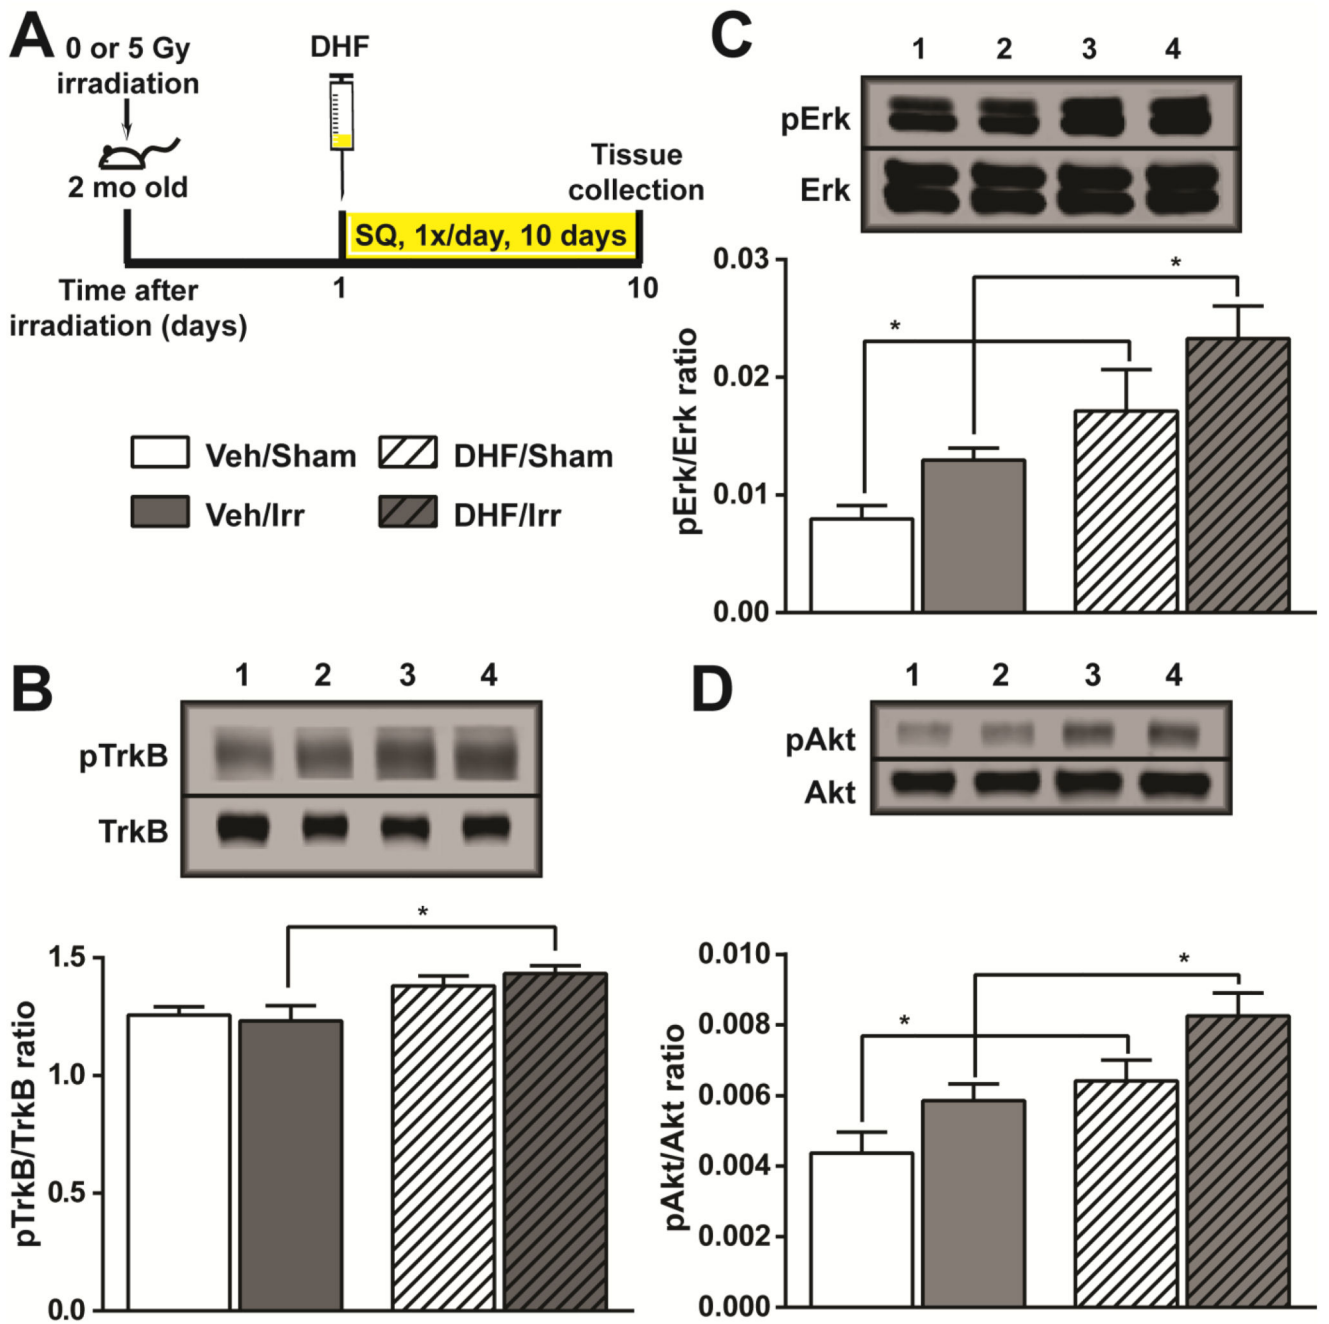 A
0 or 5 Gy
irradiation
2 mo old
DHF
Tissue
collection
SQ, 1x/day, 10 days
Time after
irradiation (days)
1
10
Veh/Sham
DHF/Sham
Veh/Irr
DHF/Irr
B
1 2 3 4
pTrkB
TrkB
*
pTrkB/TrkB ratio
1.5
1.0
0.5
0.0
C
1 2 3 4
pErk
Erk
*
*
pErk/Erk ratio
0.03
0.02
0.01
0.00
D
1 2 3 4
pAkt
Akt
*
*
pAkt/Akt ratio
0.010
0.008
0.006
0.004
0.002
0.000